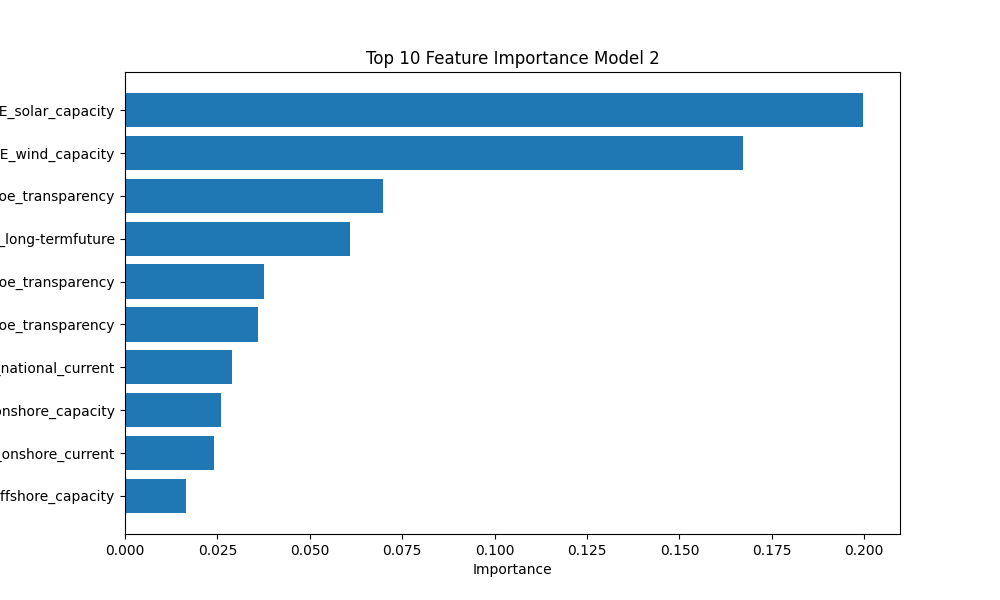 Top 10 Feature Importance Model 2
E_solar_capacity
E_wind_capacity
oe_transparency
_long-termfuture
oe_transparency
oe_transparency
_national_current
onshore_capacity
_onshore_current
ffshore_capacity
0.000 0.025 0.050 0.075 0.100 0.125 0.150 0.175 0.200
Importance